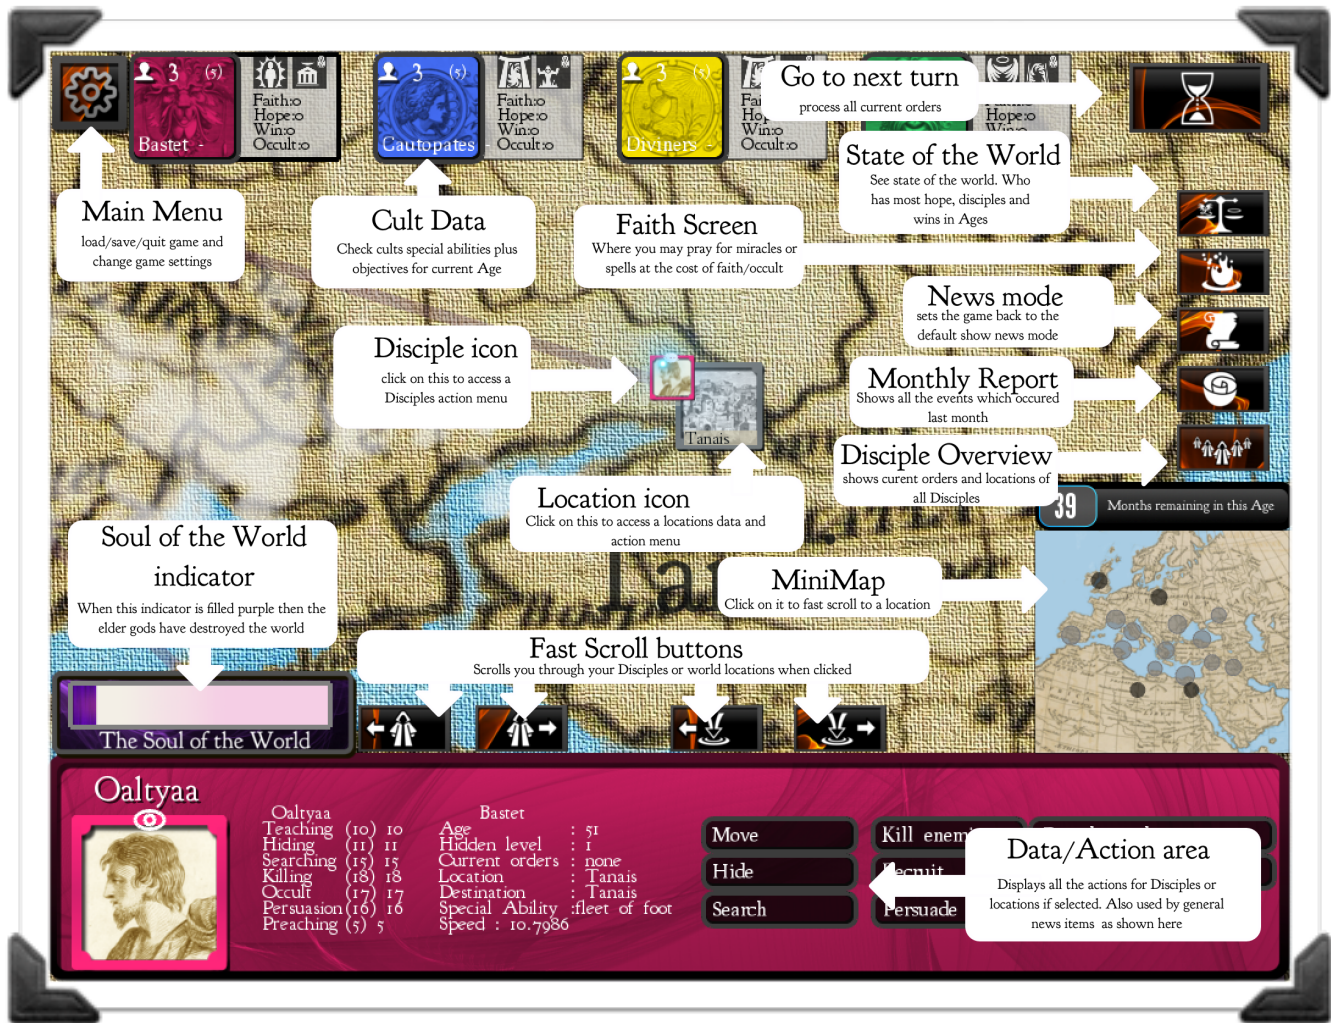 3 (5)
Bastet -
Faith:0
Hope:0
Win:0
Occult:0
3 (5)
Cautopates
Faith:0
Hope:0
Win:0
Occult:0
3 (5)
Diviners -
Hop
Win:0
Occult:0
Win:0
Occult:0
Go to next turn
process all current orders
State of the World
See state of the world. Who
has most hope, disciples and
wins in Ages
Main Menu
load/save/quit game and
change game settings
Cult Data
Check cults special abilities plus
objectives for current Age
Faith Screen
Where you may pray for miracles or
spells at the cost of faith/occult
News mode
sets the game back to the
default show news mode
Disciple icon
click on this to access a
Disciples action menu
Monthly Report
Shows all the events which occured
last month
Tanais
Disciple Overview
shows curent orders and locations of
all Disciples
Location icon
Click on this to access a locations data and
action menu
39 Months remaining in this Age
Soul of the World
indicator
When this indicator is filled purple then the
elder gods have destroyed the world
MiniMap
Click on it to fast scroll to a location
Fast Scroll buttons
Scrolls you through your Disciples or world locations when clicked
The Soul of the World
Oaltyaa
Oaltyaa
Teaching (10) 10
Hiding (11) 11
Searching (15) 15
Killing (18) 18
Occult (17) 17
Persuasion(16) 16
Preaching (5) 5
Bastet
Age : 51
Hidden level : 1
Current orders : none
Location : Tanais
Destination : Tanais
Special Ability :fleet of foot
Speed : 10.7986
Move
Hide
Search
Kill enem
Recruit
Persuade
Data/Action area
Displays all the actions for Disciples or
locations if selected. Also used by general
news items as shown here